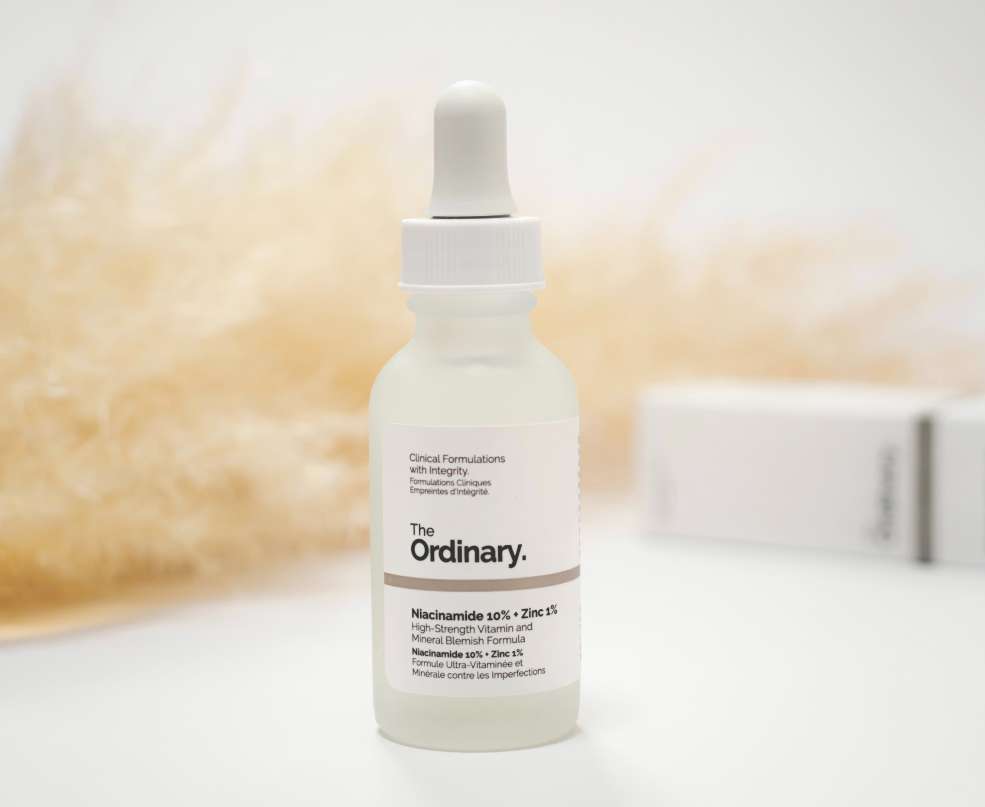 Clinical Formulations
with Integrity.
Formulations Cliniques
Empreintes d'Intégrité.
The
Ordinary.
Niacinamide 10% + Zinc 1%
High-Strength Vitamin and
Mineral Blemish Formula
Niacinamide 10% + Zinc 1%
Formule Ultra-Vitaminée et
Minérale contre les Imperfections